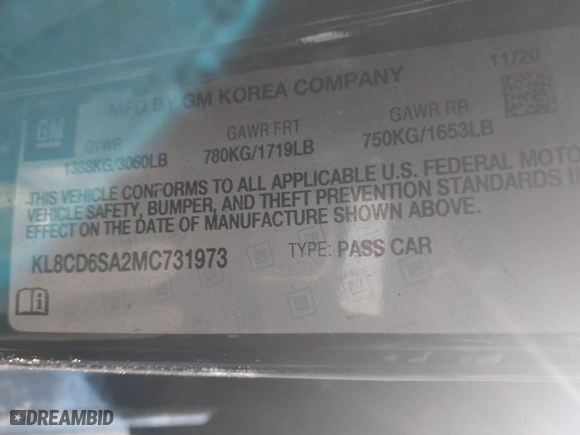 MFD BY GM KOREA COMPANY
11/20
GM
GVWR
GAWR FRT
GAWR RR
1388KG/3060LB
780KG/1719LB
750KG/1653LB
THIS VEHICLE CONFORMS TO ALL APPLICABLE U.S. FEDERAL MOTO
VEHICLE SAFETY, BUMPER, AND THEFT PREVENTION STANDARDS IN
EFFECT ON THE DATE OF MANUFACTURE SHOWN ABOVE.
KL8CD6SA2MC731973
TYPE: PASS CAR
DREAMBID